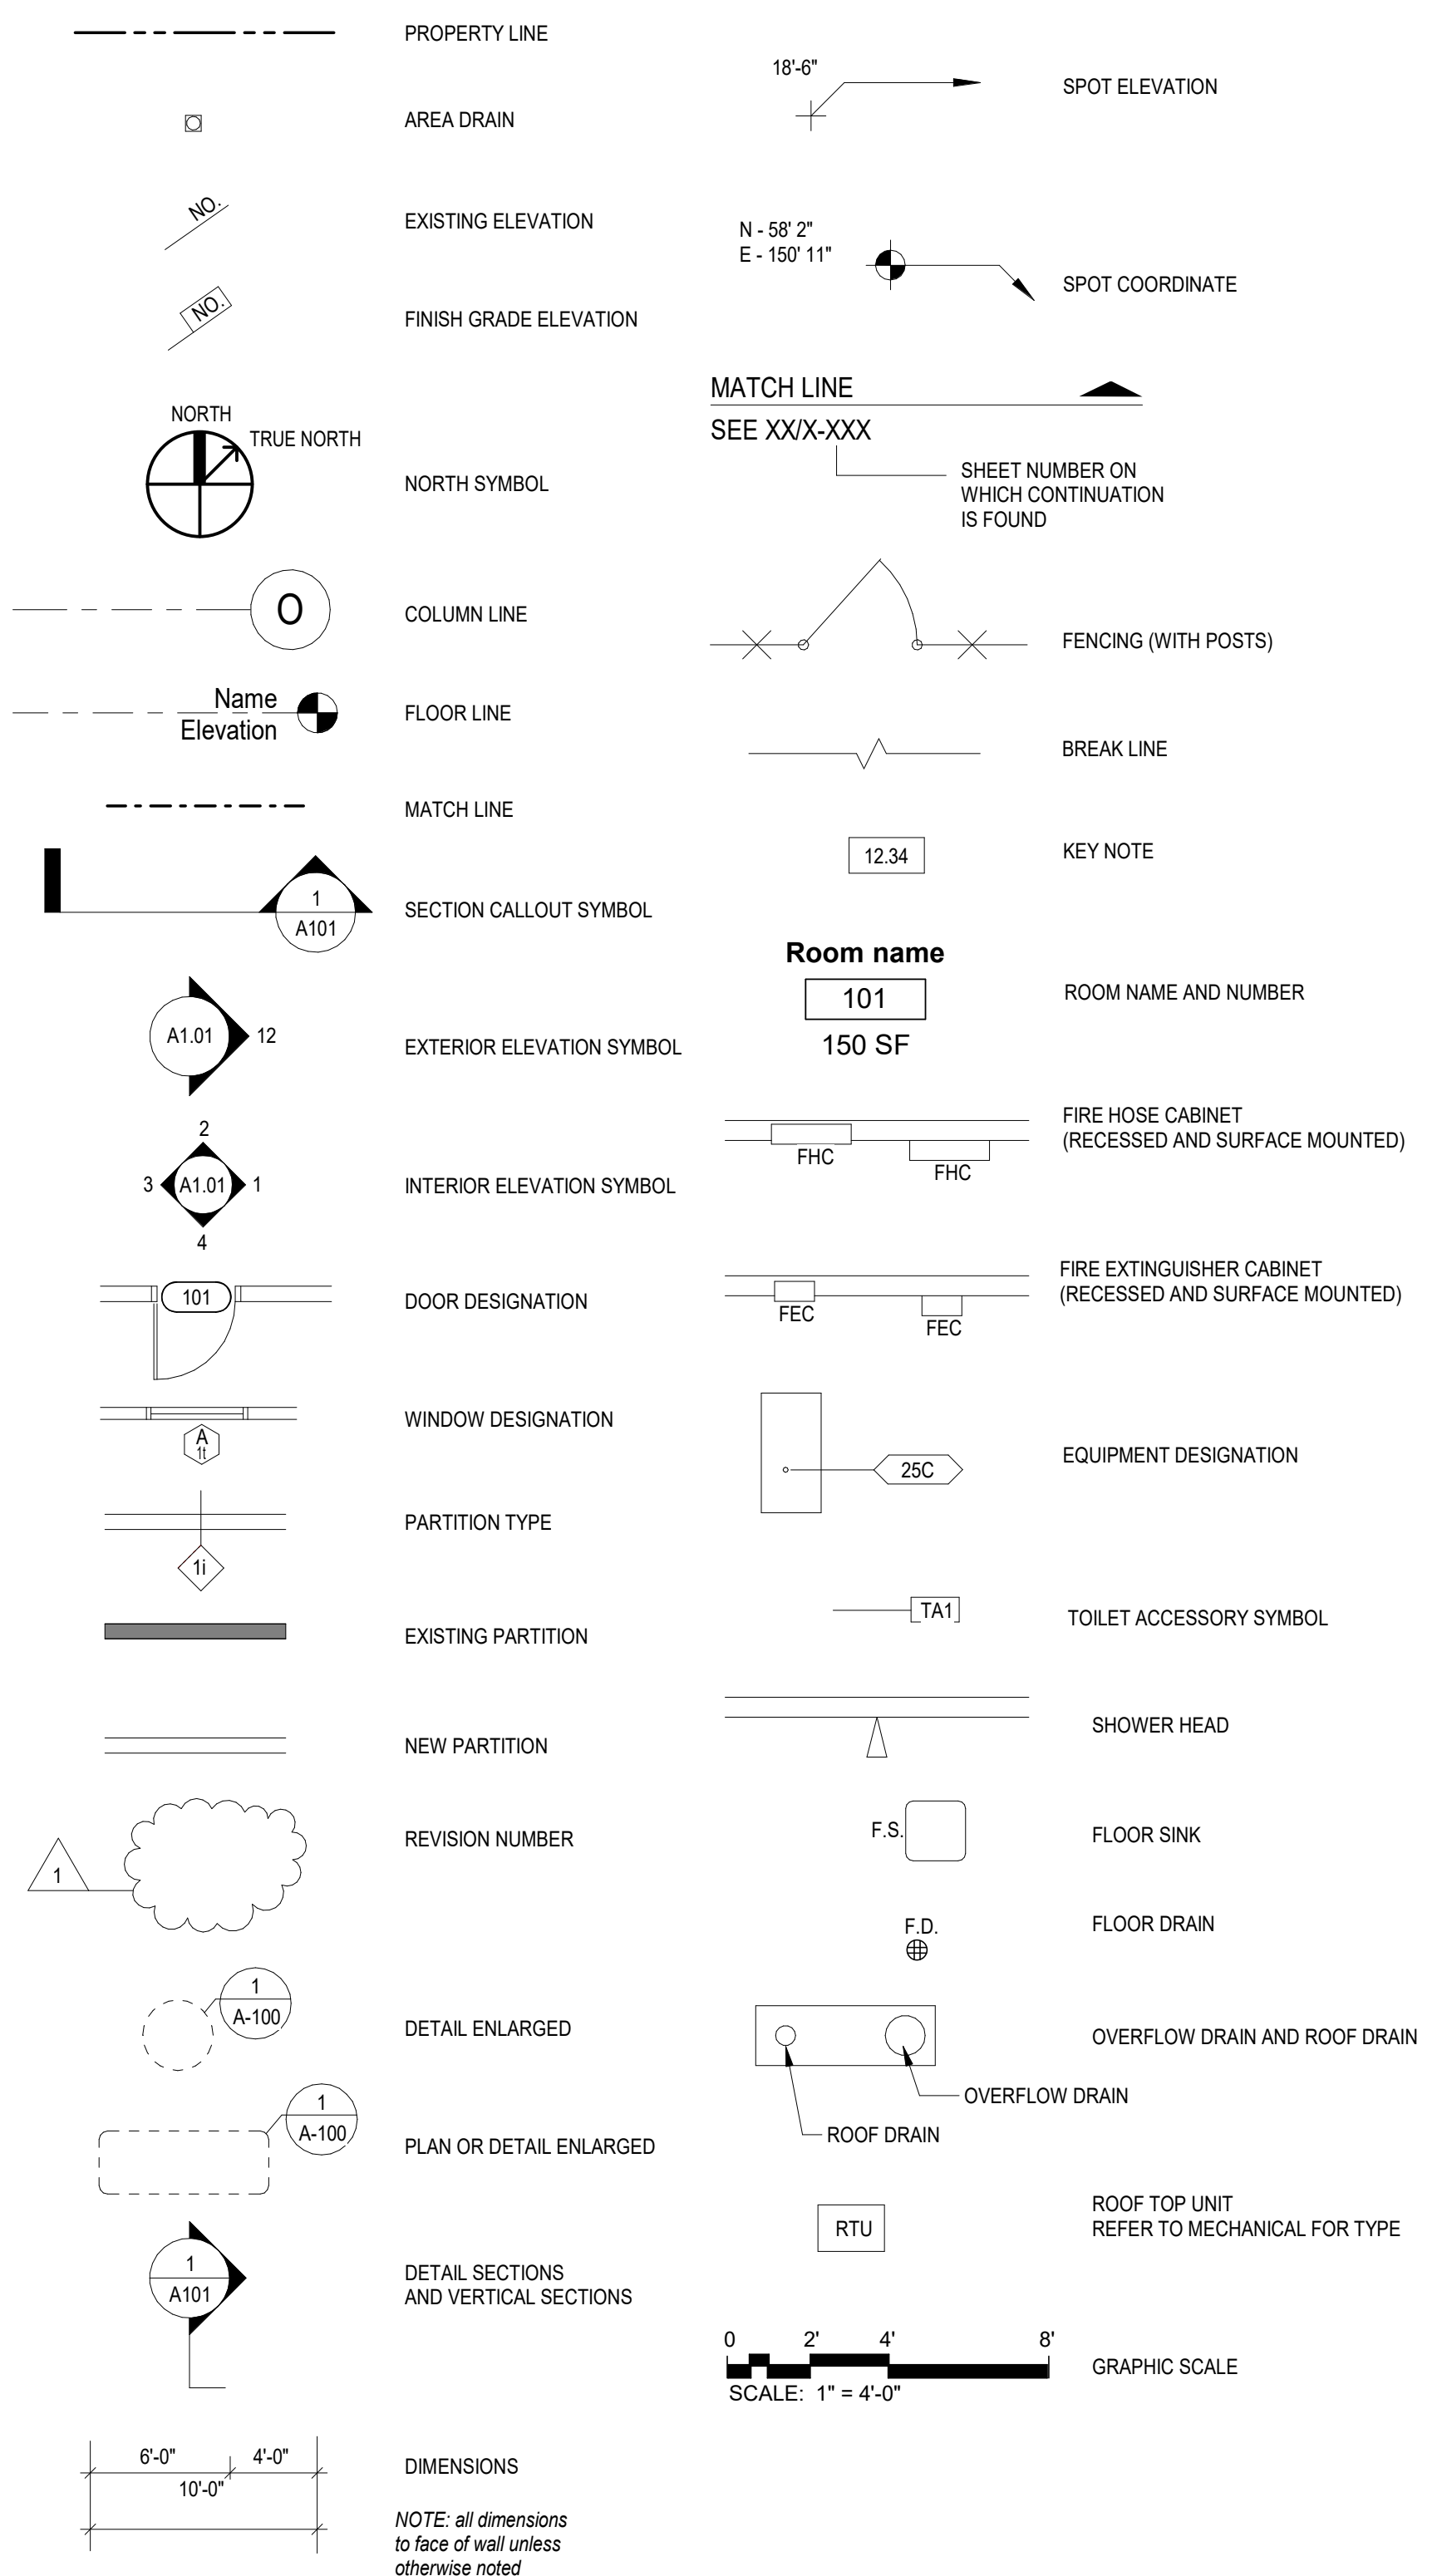 PROPERTY LINE
AREA DRAIN
NO.
EXISTING ELEVATION
NO.
FINISH GRADE ELEVATION
NORTH
TRUE NORTH
NORTH SYMBOL
O
COLUMN LINE
Name
Elevation
FLOOR LINE
MATCH LINE
1
A101
SECTION CALLOUT SYMBOL
A1.01
12
EXTERIOR ELEVATION SYMBOL
2
3
A1.01
1
4
INTERIOR ELEVATION SYMBOL
101
DOOR DESIGNATION
A
1t
WINDOW DESIGNATION
1i
PARTITION TYPE
EXISTING PARTITION
NEW PARTITION
1
REVISION NUMBER
1
A-100
DETAIL ENLARGED
1
A-100
PLAN OR DETAIL ENLARGED
1
A101
DETAIL SECTIONS
AND VERTICAL SECTIONS
6'-0"
4'-0"
10'-0"
DIMENSIONS
NOTE: all dimensions
to face of wall unless
otherwise noted
18'-6"
SPOT ELEVATION
N - 58' 2"
E - 150' 11"
SPOT COORDINATE
MATCH LINE
SEE XX/X-XXX
SHEET NUMBER ON
WHICH CONTINUATION
IS FOUND
FENCING (WITH POSTS)
BREAK LINE
12.34
KEY NOTE
Room name
101
150 SF
ROOM NAME AND NUMBER
FHC
FHC
FIRE HOSE CABINET
(RECESSED AND SURFACE MOUNTED)
FEC
FEC
FIRE EXTINGUISHER CABINET
(RECESSED AND SURFACE MOUNTED)
25C
EQUIPMENT DESIGNATION
TA1
TOILET ACCESSORY SYMBOL
SHOWER HEAD
F.S.
FLOOR SINK
F.D.
FLOOR DRAIN
OVERFLOW DRAIN AND ROOF DRAIN
OVERFLOW DRAIN
ROOF DRAIN
RTU
ROOF TOP UNIT
REFER TO MECHANICAL FOR TYPE
0 2' 4' 8'
SCALE: 1" = 4'-0"
GRAPHIC SCALE